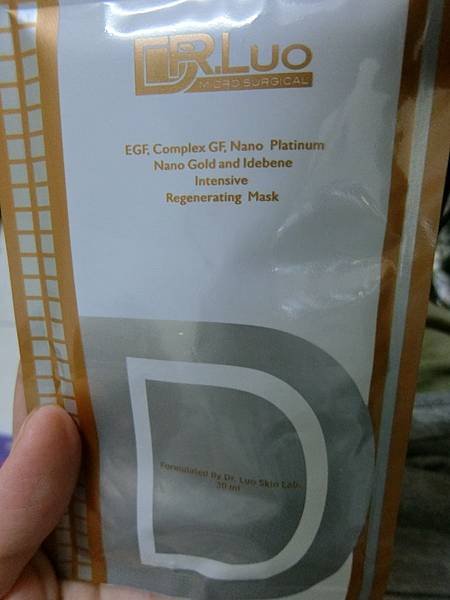 DR.LUO
MICRO SURGICAL
EGF, Complex GF, Nano Platinum
Nano Gold and Idebene
Intensive
Regenerating Mask
Formulated By Dr. Luo Skin Lab.
30 ml